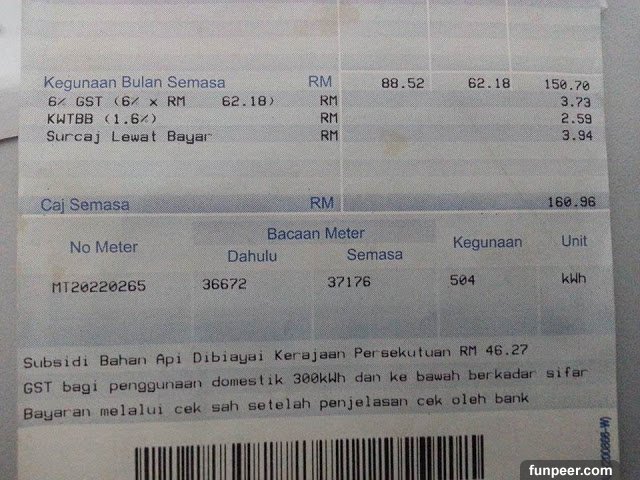 Kegunaan Bulan Semasa RM 88.52 62.18 150.70
6% GST (6% x RM 62.18) RM 3.73
KWTBB (1.6%) RM 2.59
Surcaj Lewat Bayar RM 3.94
Caj Semasa RM 160.96
No Meter Bacaan Meter Kegunaan Unit
Dahulu Semasa
MT20220265 36672 37176 504 kWh
Subsidi Bahan Api Dibiayai Kerajaan Persekutuan RM 46.27
GST bagi penggunaan domestik 300kWh dan ke bawah berkadar sifar
Bayaran melalui cek sah setelah penjelasan cek oleh bank
funpeer.com